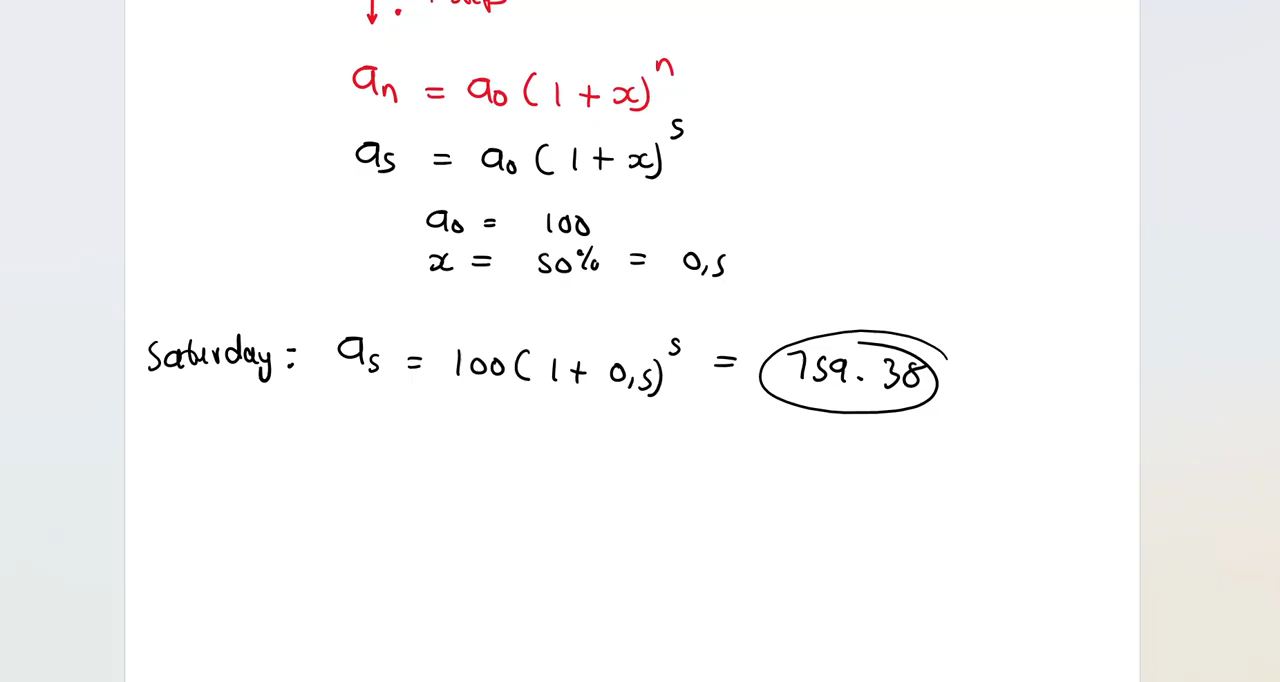 an = a0 (1 + x)^n
a5 = a0 (1 + x)^5
a0 = 100
x = 50% = 0,5
Saturday: a5 = 100 (1 + 0,5)^5 = 759.38